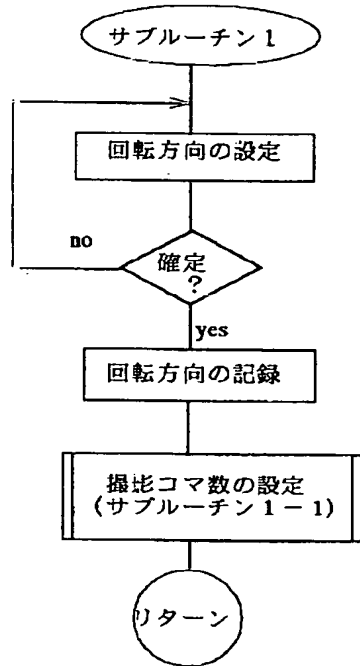 サブルーチン1
回転方向の設定
no
確定
?
yes
回転方向の記録
撮影コマ数の設定
(サブルーチン1-1)
リターン